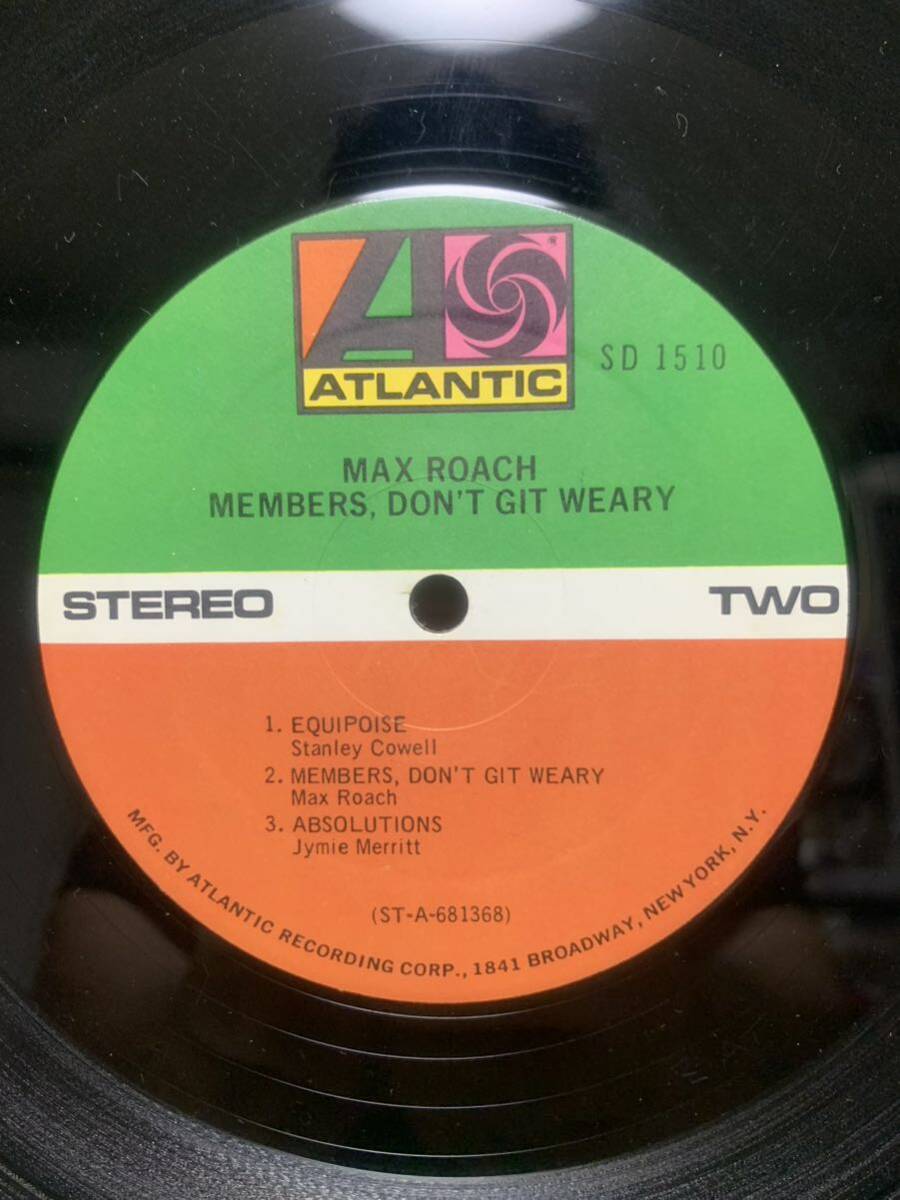 ATLANTIC
®
SD 1510
MAX ROACH
MEMBERS, DON'T GIT WEARY
STEREO
TWO
1. EQUIPOISE
Stanley Cowell
2. MEMBERS, DON'T GIT WEARY
Max Roach
3. ABSOLUTIONS
Jymie Merritt
(ST-A-681368)
MFG. BY ATLANTIC RECORDING CORP., 1841 BROADWAY, NEW YORK, N.Y.